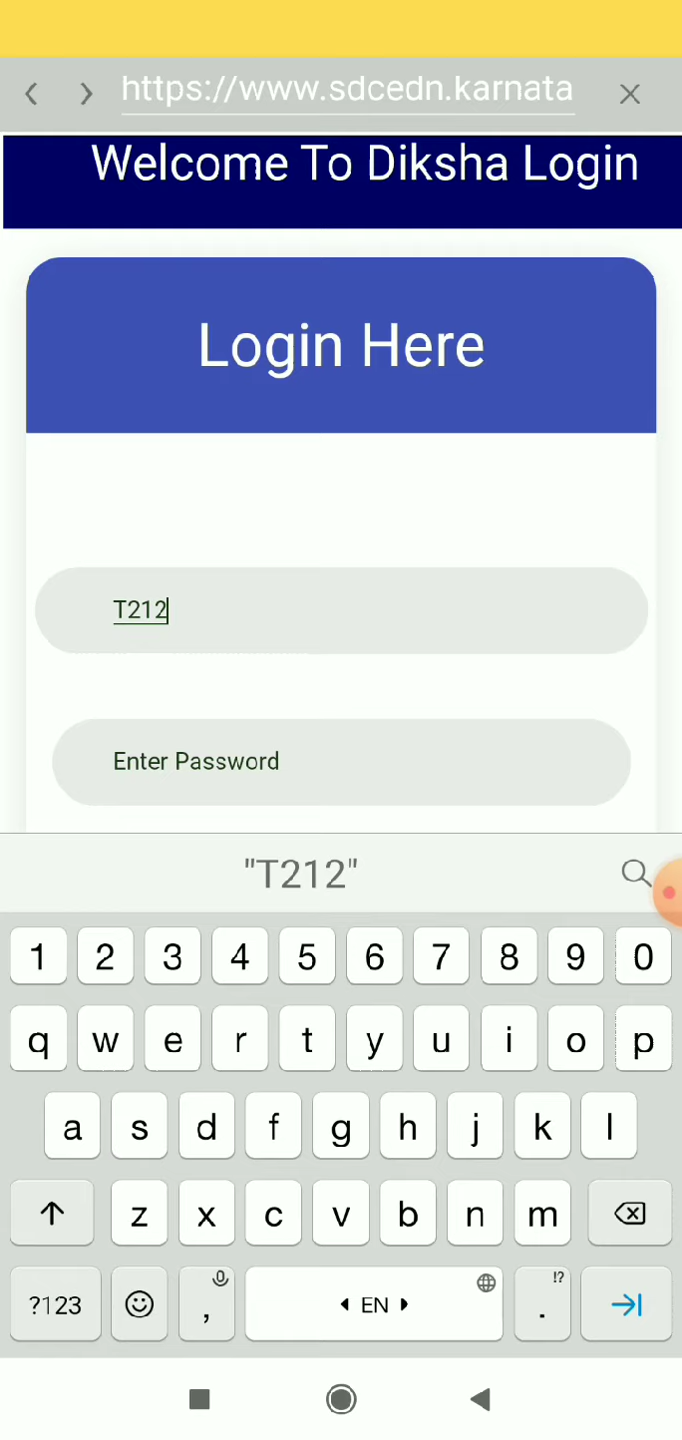 https://www.sdcedn.karnata
Welcome To Diksha Login
Login Here
T212
Enter Password
"T212"
1 2 3 4 5 6 7 8 9 0
q w e r t y u i o p
a s d f g h j k l
z x c v b n m
?123 , EN . !?